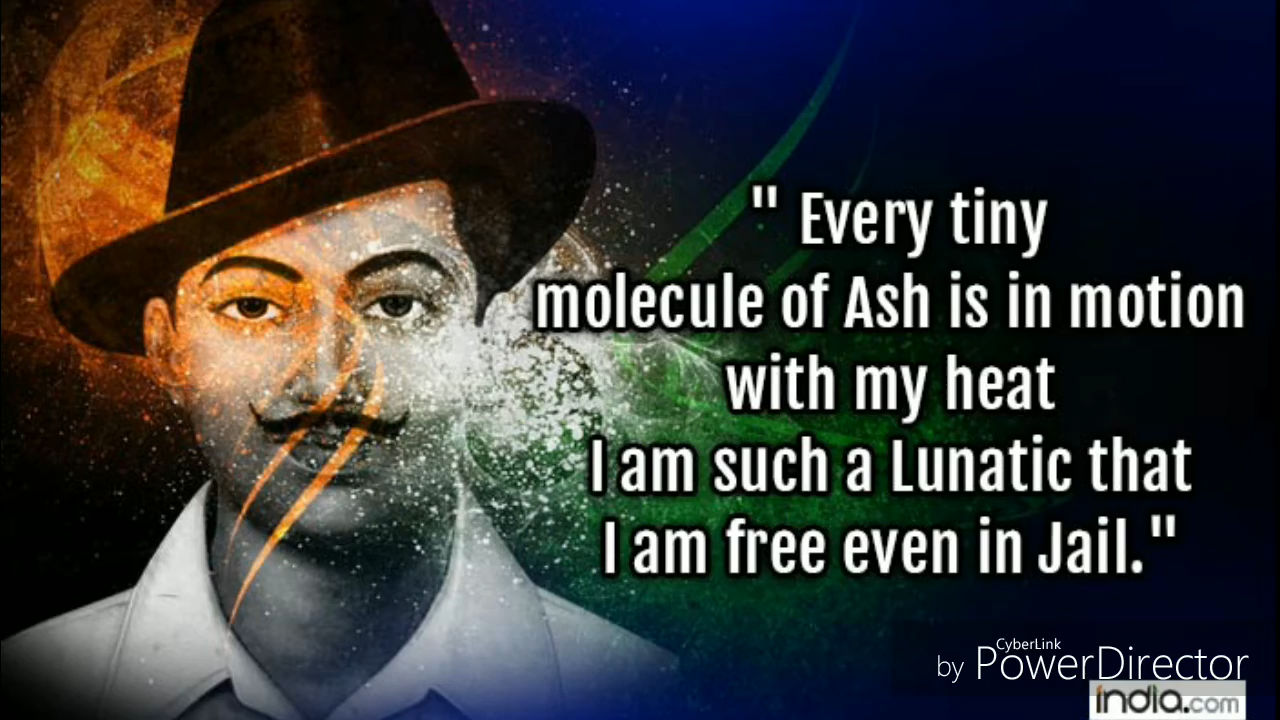 " Every tiny
molecule of Ash is in motion
with my heat
I am such a Lunatic that
I am free even in Jail."
CyberLink
by PowerDirector
india.com